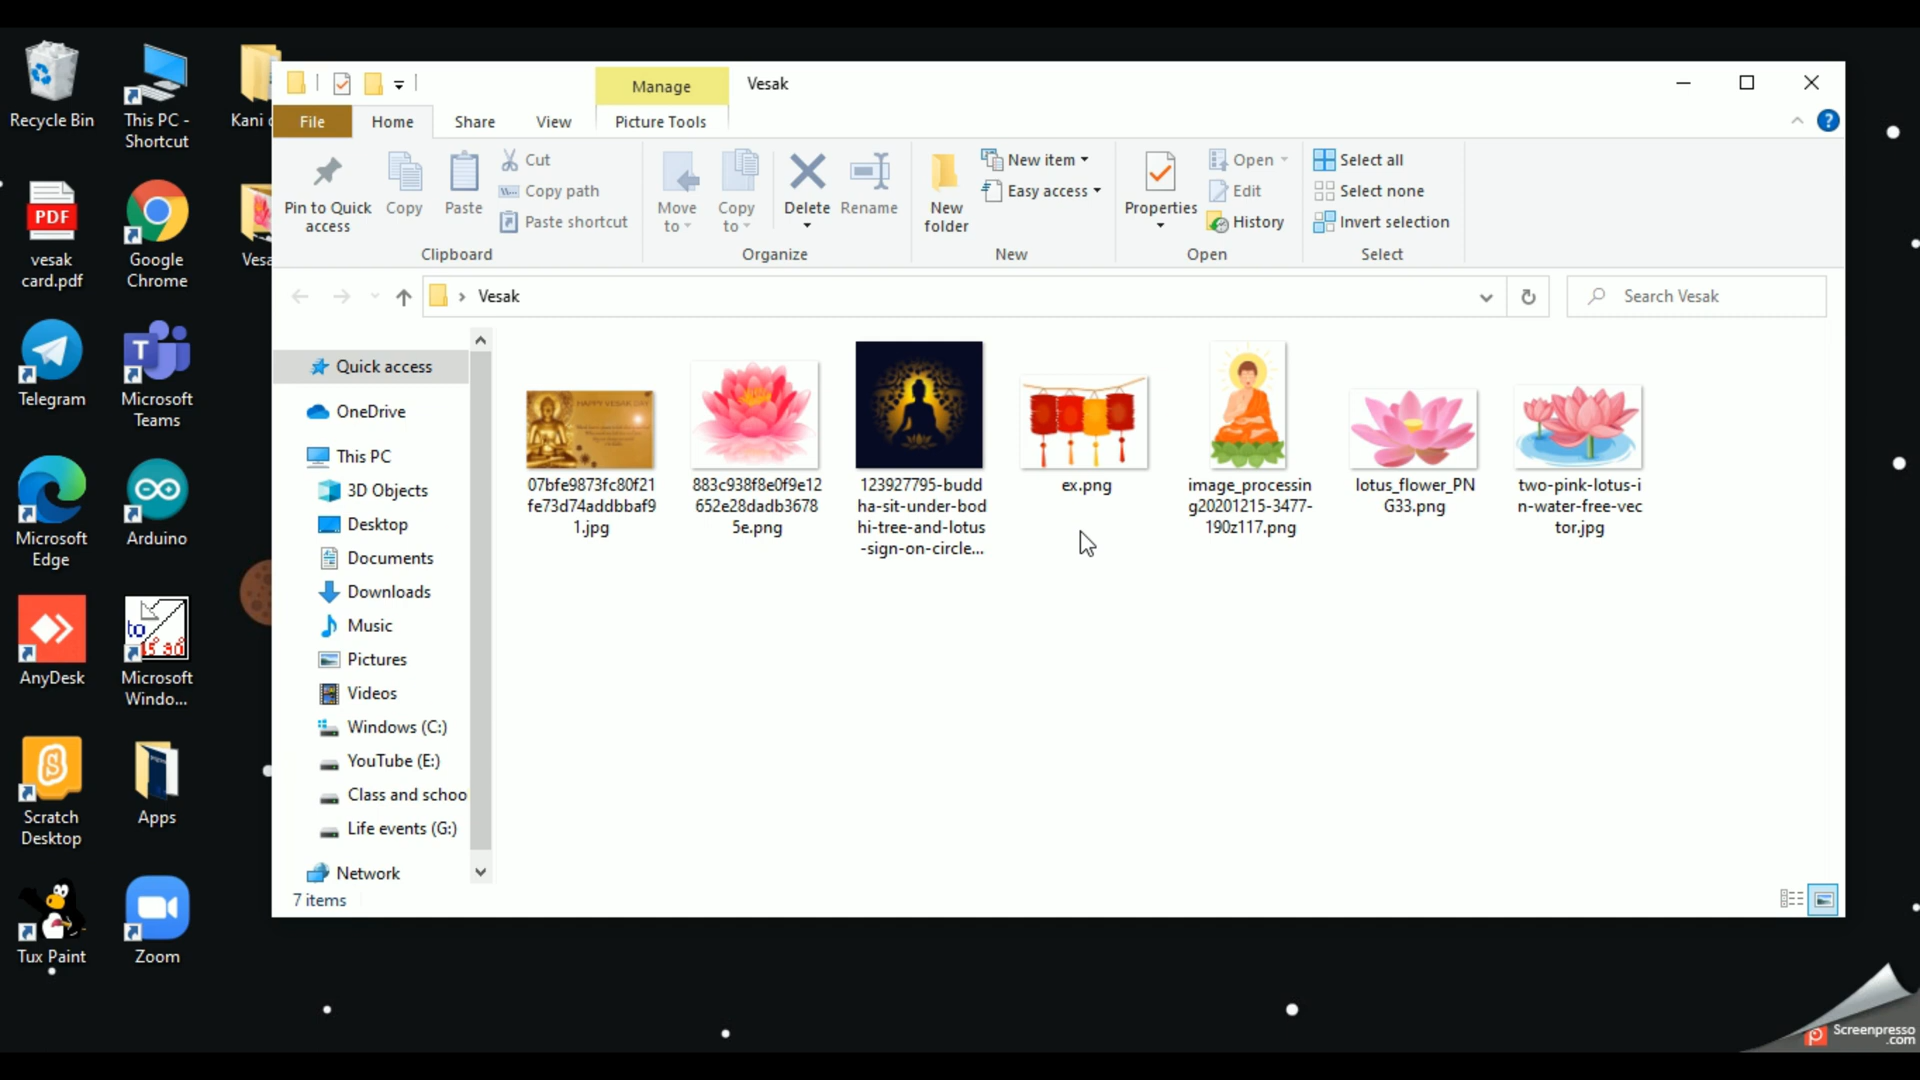 Recycle Bin
This PC -
Shortcut
Kani
PDF
vesak
card.pdf
Google
Chrome
Telegram
Microsoft
Teams
Microsoft
Edge
Arduino
AnyDesk
to
Microsoft
Windo...
Scratch
Desktop
Apps
Tux Paint
Zoom
Manage
Vesak
File
Home
Share
View
Picture Tools
Pin to Quick
access
Copy
Paste
Cut
Copy path
Paste shortcut
Clipboard
Move
to
Copy
to
Delete
Rename
Organize
New
folder
New item
Easy access
New
Properties
Open
Edit
History
Open
Select all
Select none
Invert selection
Select
Vesak
Search Vesak
Quick access
OneDrive
This PC
3D Objects
Desktop
Documents
Downloads
Music
Pictures
Videos
Windows (C:)
YouTube (E:)
Class and schoo
Life events (G:)
Network
7 items
HAPPY VESAK DAY
07bfe9873fc80f21
fe73d74addbbaf9
1.jpg
883c938f8e0f9e12
652e28dadb3678
5e.png
123927795-budd
ha-sit-under-bod
hi-tree-and-lotus
-sign-on-circle...
ex.png
image_processin
g20201215-3477-
190z117.png
lotus_flower_PN
G33.png
two-pink-lotus-i
n-water-free-vec
tor.jpg
Screenpresso
.com